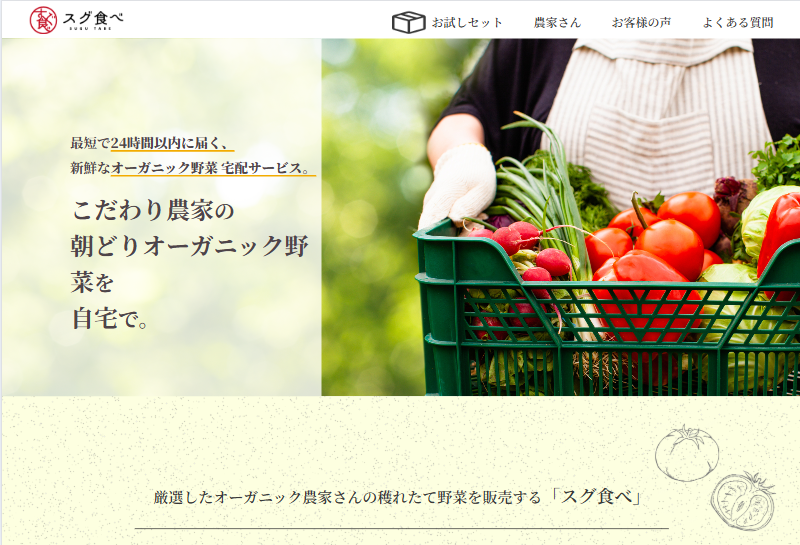 スグ食べ
SUGU TABE
お試しセット 農家さん お客様の声 よくある質問
最短で24時間以内に届く、
新鮮なオーガニック野菜 宅配サービス。
こだわり農家の
朝どりオーガニック野
菜を
自宅で。
厳選したオーガニック農家さんの穫れたて野菜を販売する「スグ食べ」